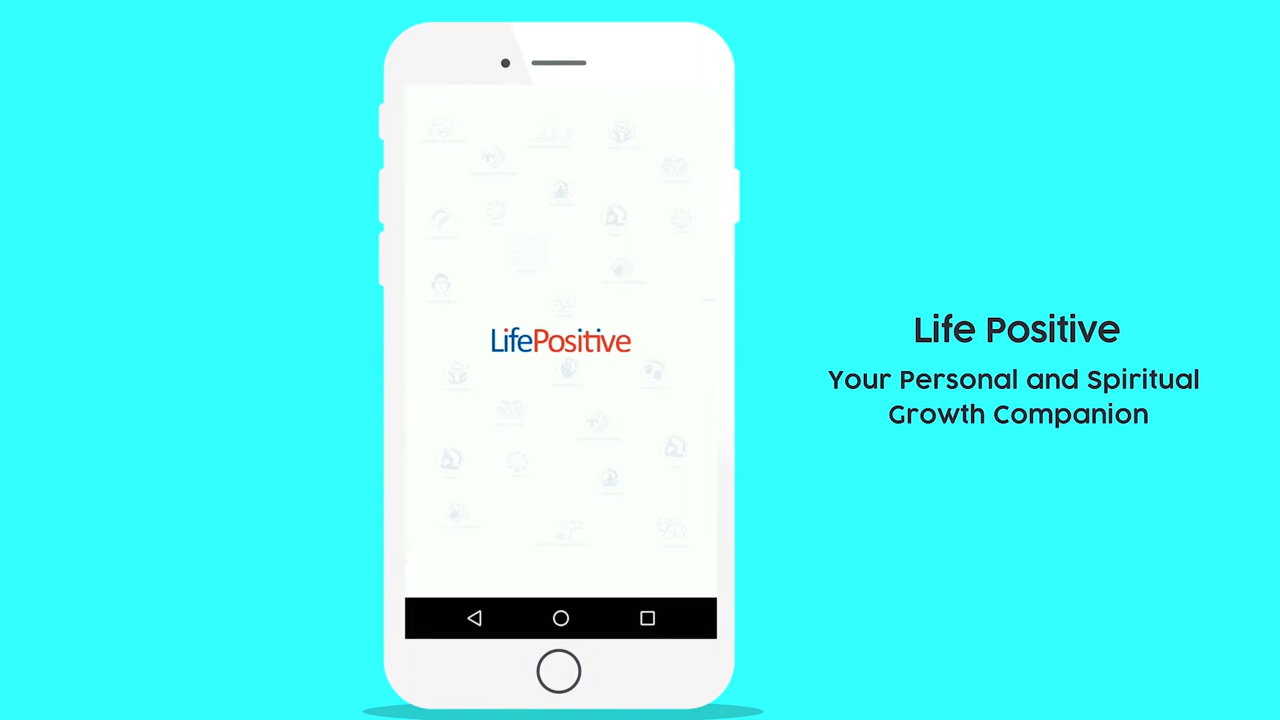 LifePositive
Life Positive
Your Personal and Spiritual
Growth Companion